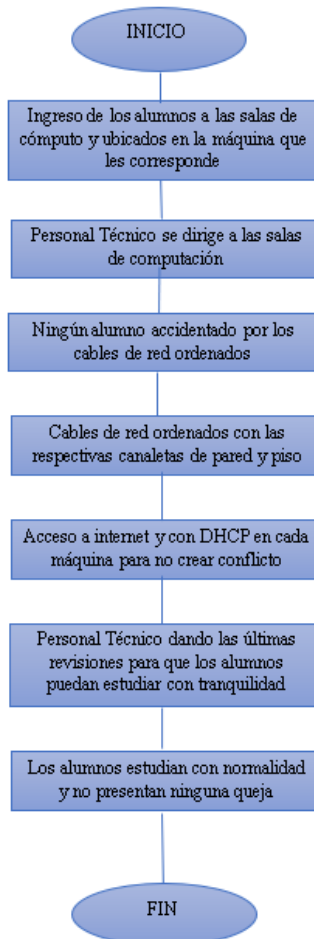 INICIO
Ingreso de los alumnos a las salas de
cómputo y ubicados en la máquina que
les corresponde
Personal Técnico se dirige a las salas
de computación
Ningún alumno accidentado por los
cables de red ordenados
Cables de red ordenados con las
respectivas canaletas de pared y piso
Acceso a internet y con DHCP en cada
máquina para no crear conflicto
Personal Técnico dando las últimas
revisiones para que los alumnos
puedan estudiar con tranquilidad
Los alumnos estudian con normalidad
y no presentan ninguna queja
FIN